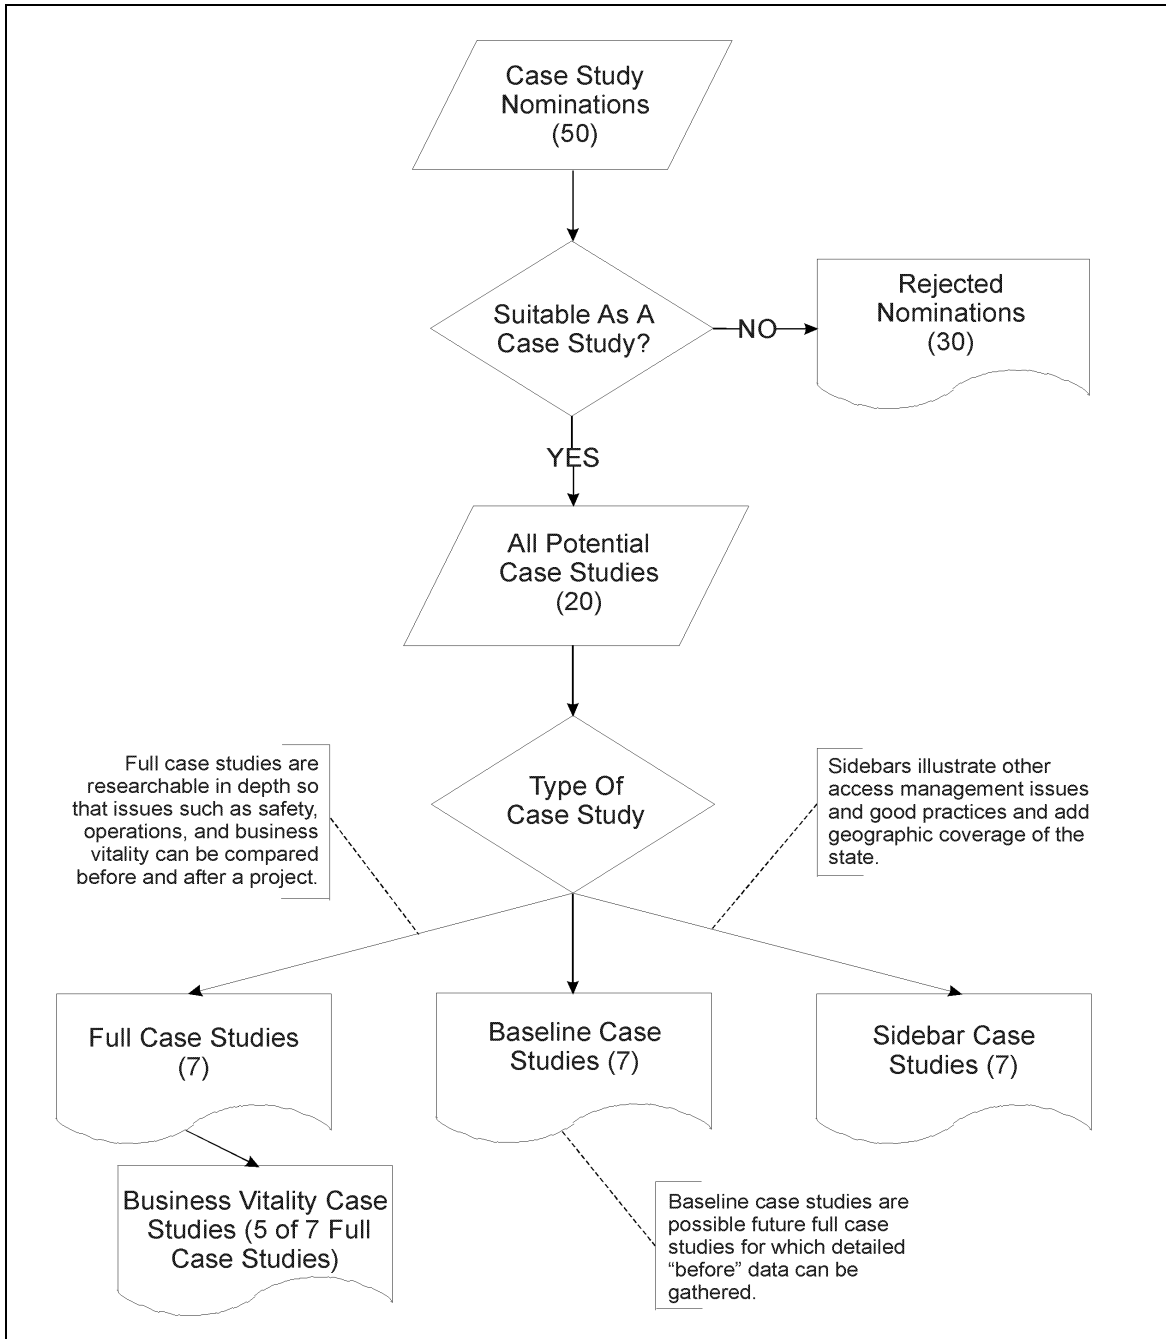 Case Study
Nominations
(50)
Suitable As A
Case Study?
NO
Rejected
Nominations
(30)
YES
All Potential
Case Studies
(20)
Type Of
Case Study
Full case studies are
researchable in depth so
that issues such as safety,
operations, and business
vitality can be compared
before and after a project.
Sidebars illustrate other
access management issues
and good practices and add
geographic coverage of the
state.
Full Case Studies
(7)
Baseline Case
Studies (7)
Sidebar Case
Studies (7)
Business Vitality Case
Studies (5 of 7 Full
Case Studies)
Baseline case studies are
possible future full case
studies for which detailed
“before” data can be
gathered.